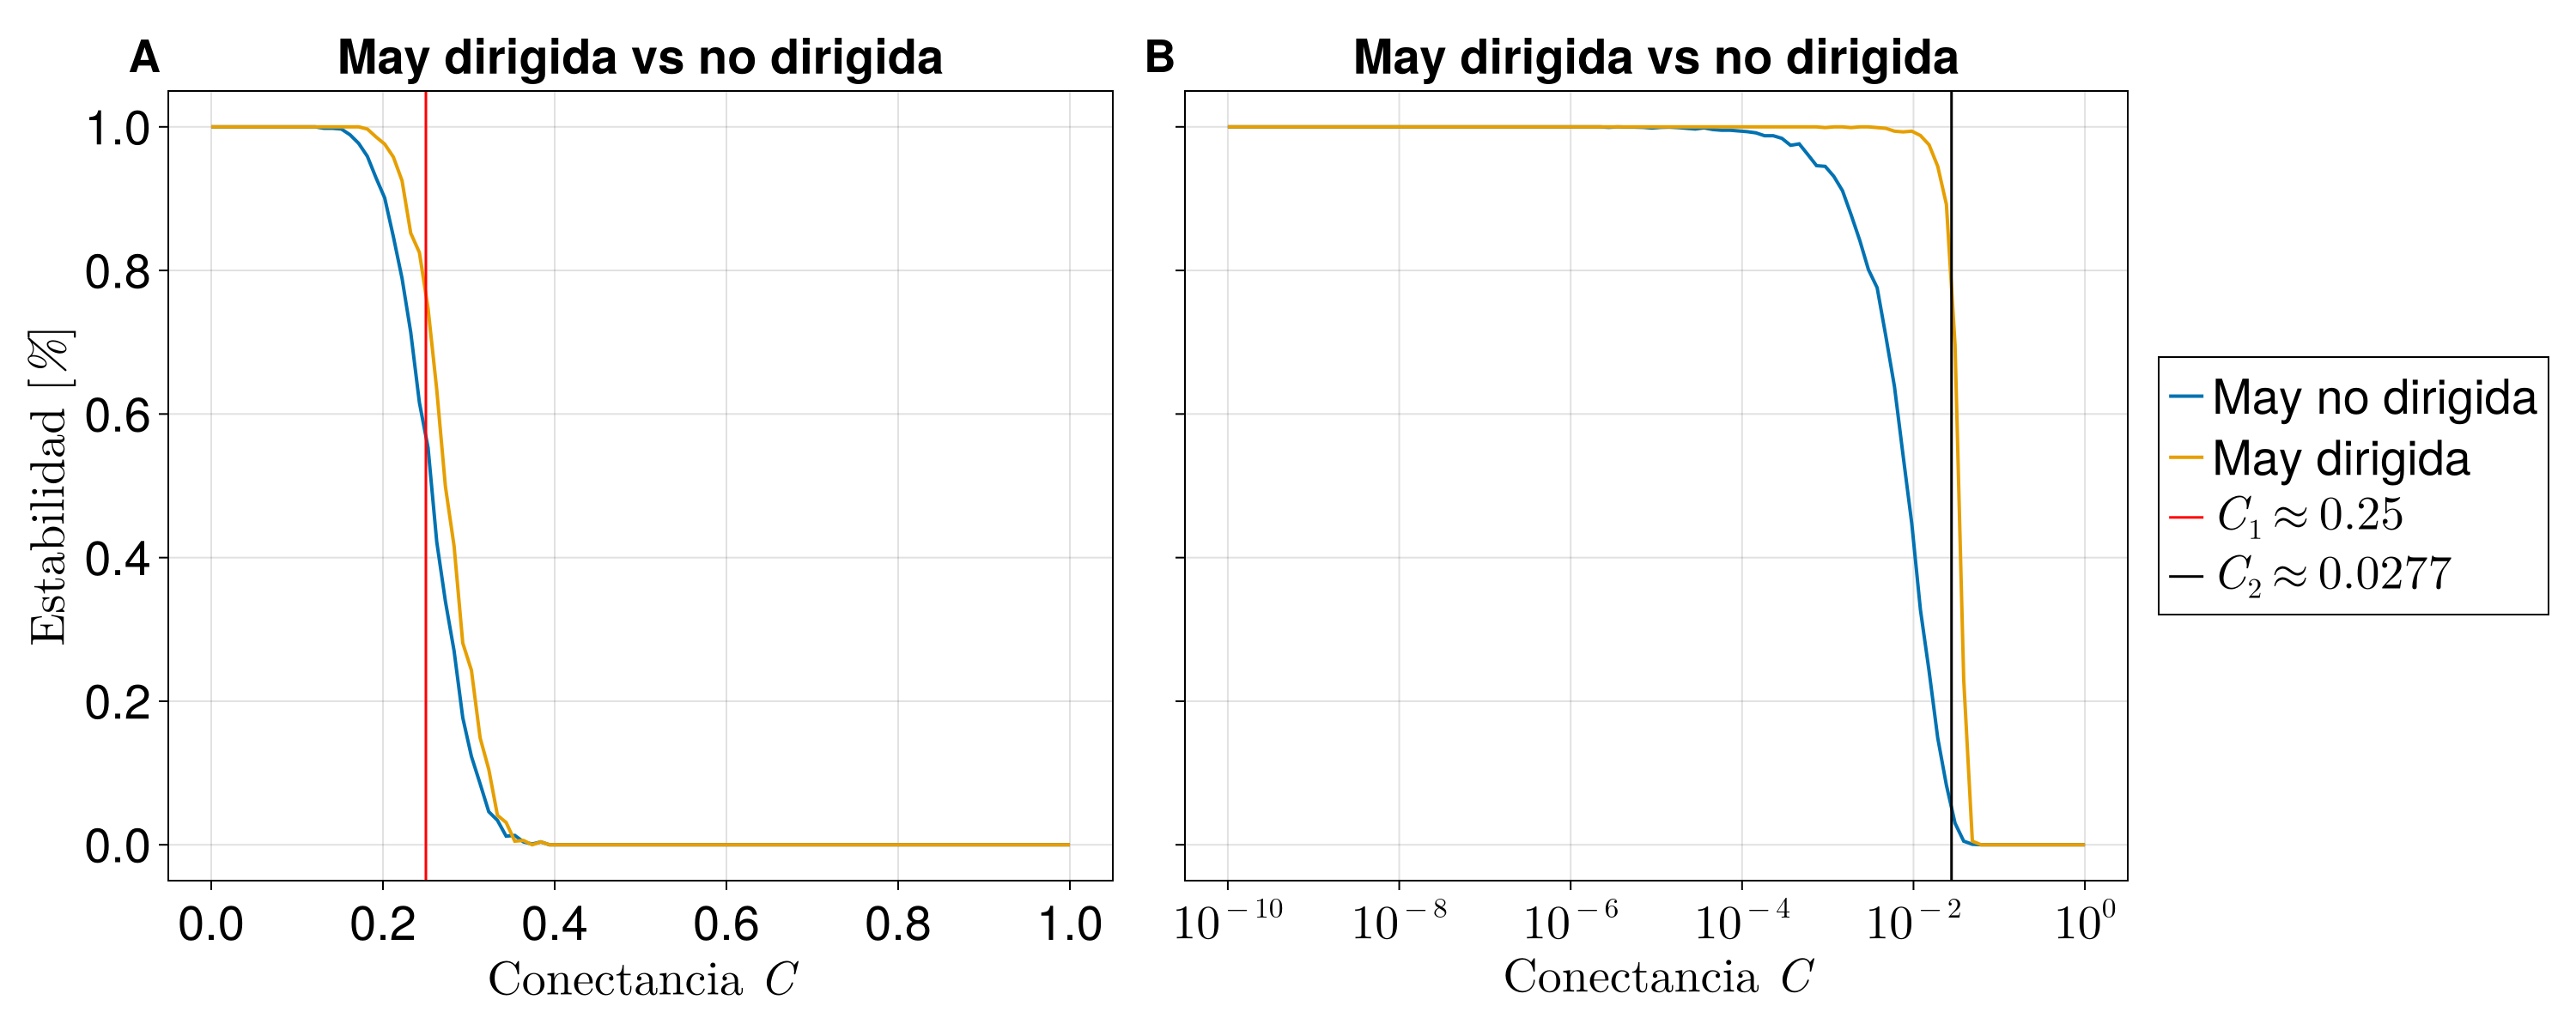 A
May dirigida vs no dirigida
B
May dirigida vs no dirigida
Estabilidad [%]
1.0
0.8
0.6
0.4
0.2
0.0
0.0 0.2 0.4 0.6 0.8 1.0
Conectancia C
10⁻¹⁰ 10⁻⁸ 10⁻⁶ 10⁻⁴ 10⁻² 10⁰
Conectancia C
May no dirigida
May dirigida
C₁ ≈ 0.25
C₂ ≈ 0.0277